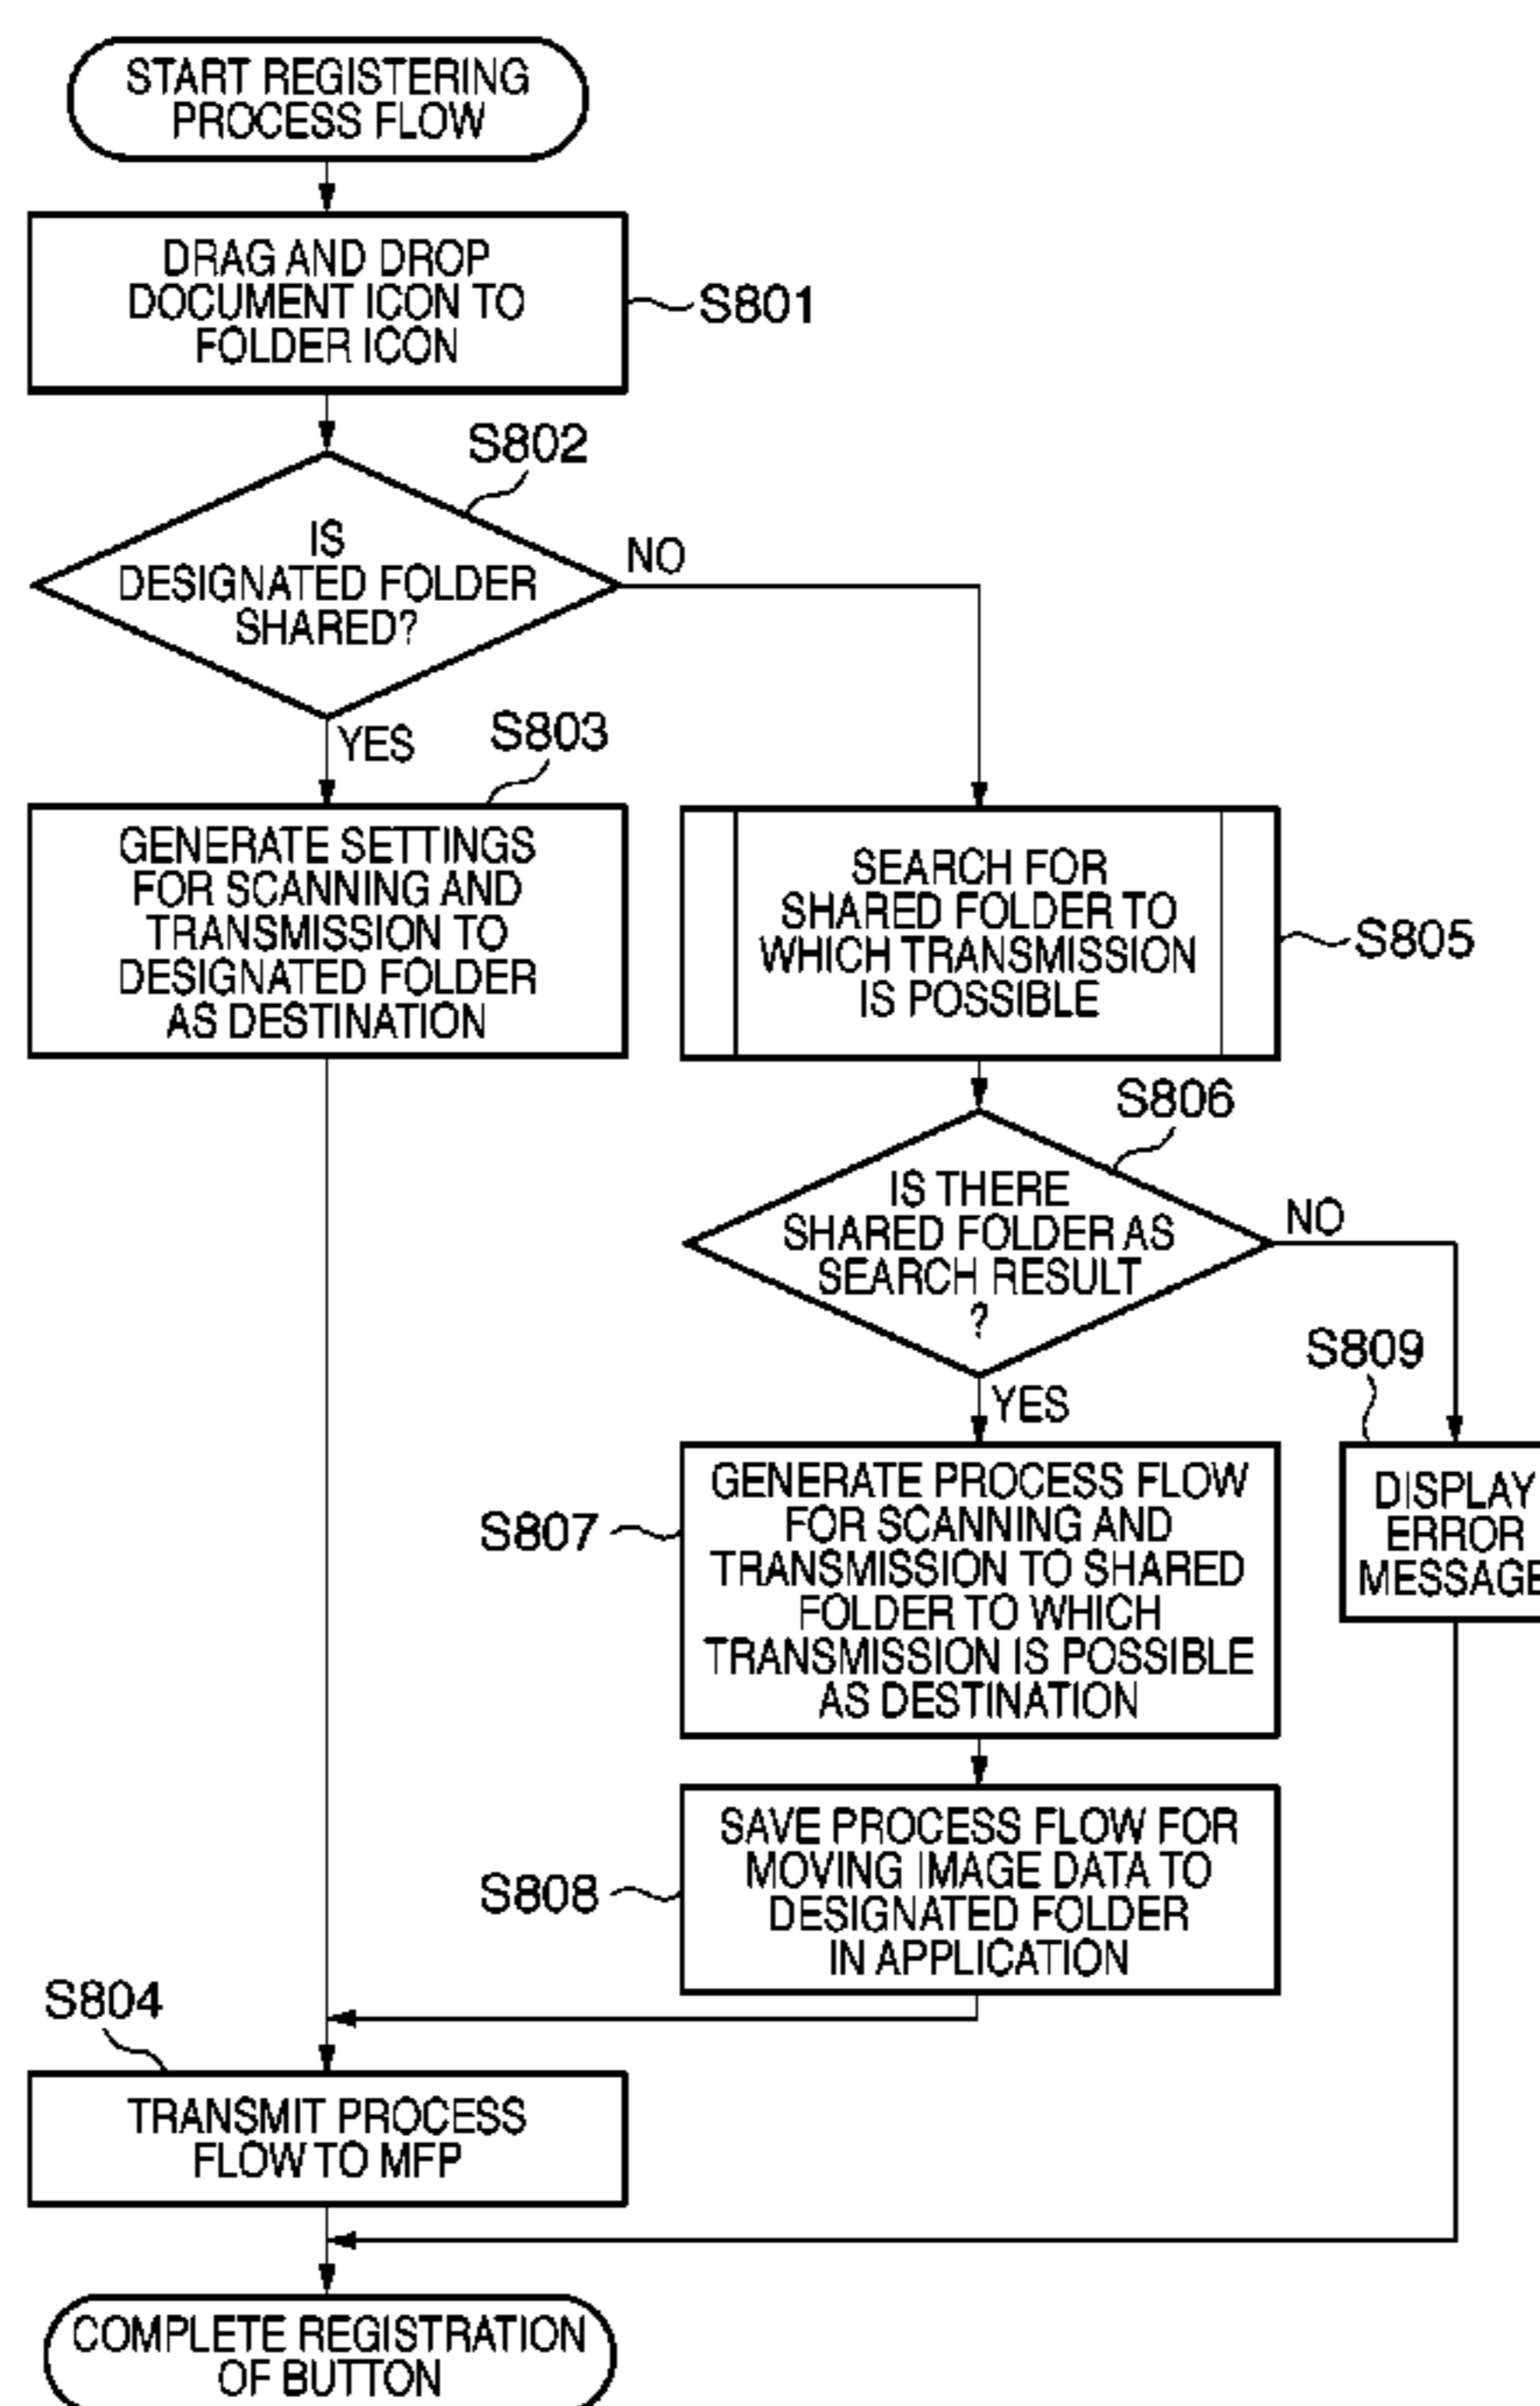 START REGISTERING
PROCESS FLOW
DRAG AND DROP
DOCUMENT ICON TO
FOLDER ICON
S801
S802
IS
DESIGNATED FOLDER
SHARED?
NO
YES
S803
GENERATE SETTINGS
FOR SCANNING AND
TRANSMISSION TO
DESIGNATED FOLDER
AS DESTINATION
SEARCH FOR
SHARED FOLDER TO
WHICH TRANSMISSION
IS POSSIBLE
S805
S806
IS THERE
SHARED FOLDER AS
SEARCH RESULT
?
NO
YES
S809
DISPLAY
ERROR
MESSAGE
S807
GENERATE PROCESS FLOW
FOR SCANNING AND
TRANSMISSION TO SHARED
FOLDER TO WHICH
TRANSMISSION IS POSSIBLE
AS DESTINATION
S808
SAVE PROCESS FLOW FOR
MOVING IMAGE DATA TO
DESIGNATED FOLDER
IN APPLICATION
S804
TRANSMIT PROCESS
FLOW TO MFP
COMPLETE REGISTRATION
OF BUTTON